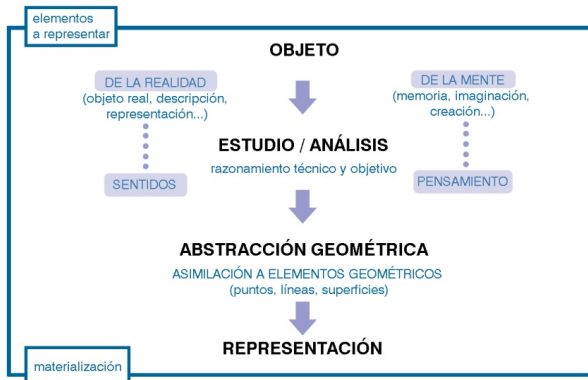 elementos
a representar
OBJETO
DE LA REALIDAD
(objeto real, descripción,
representación...)
DE LA MENTE
(memoria, imaginación,
creación...)
ESTUDIO / ANÁLISIS
razonamiento técnico y objetivo
SENTIDOS
PENSAMIENTO
ABSTRACCIÓN GEOMÉTRICA
ASIMILACIÓN A ELEMENTOS GEOMÉTRICOS
(puntos, líneas, superficies)
REPRESENTACIÓN
materialización